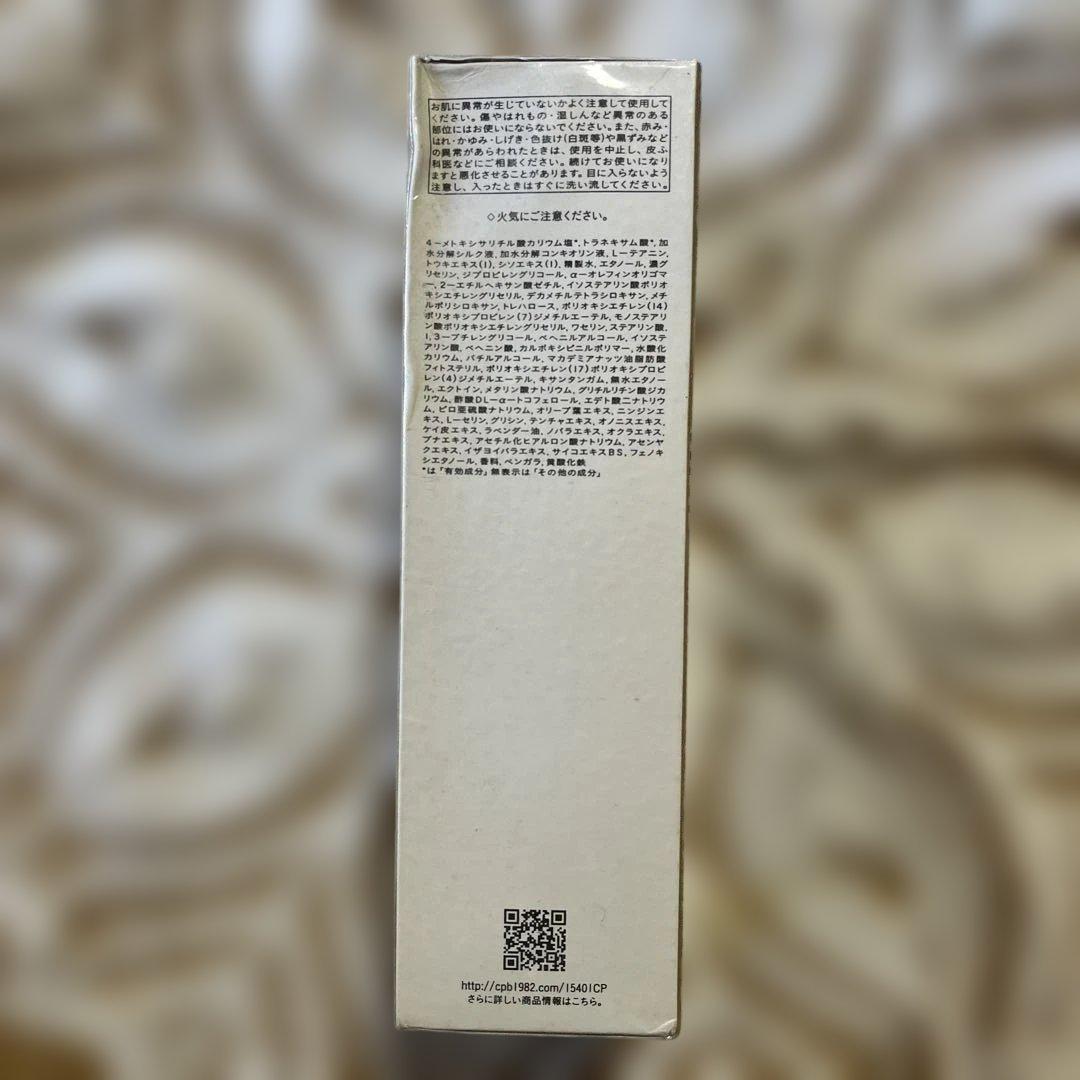 お肌に異常が生じていないかよく注意して使用して
ください。傷やはれもの・湿しんなど異常のある
部位にはお使いにならないでください。また、赤み・
はれ・かゆみ・しげき・色抜け(白斑等)や黒ずみなど
の異常があらわれたときは、使用を中止し、皮ふ
科医などにご相談ください。続けてお使いになり
ますと悪化させることがあります。目に入らないよう
注意し、入ったときはすぐに洗い流してください。
◇火気にご注意ください。
4-メトキシサリチル酸カリウム塩*,トラネキサム酸*,加
水分解シルク液,加水分解コンキオリン液,L-テアニン,
トウキエキス(1),シソエキス(1),精製水,エタノール,濃グ
リセリン,ジプロピレングリコール,α-オレフィンオリゴマ
ー,2-エチルヘキサン酸セチル,イソステアリン酸ポリオ
キシエチレングリセリル,デカメチルテトラシロキサン,メチ
ルポリシロキサン,トレハロース,ポリオキシエチレン(14)
ポリオキシプロピレン(7)ジメチルエーテル,モノステアリ
ン酸ポリオキシエチレングリセリル,ワセリン,ステアリン酸,
1,3-ブチレングリコール,ベヘニルアルコール,イソステ
アリン酸,ベヘニン酸,カルボキシビニルポリマー,水酸化
カリウム,バチルアルコール,マカデミアナッツ油脂肪酸
フィトステリル,ポリオキシエチレン(17)ポリオキシプロピ
レン(4)ジメチルエーテル,キサンタンガム,無水エタノー
ル,エクトイン,メタリン酸ナトリウム,グリチルリチン酸ジカ
リウム,酢酸DL-α-トコフェロール,エデト酸二ナトリウ
ム,ピロ亜硫酸ナトリウム,オリーブ葉エキス,ニンジンエ
キス,L-セリン,グリシン,テンチャエキス,オノニスエキス,
ケイ皮エキス,ラベンダー油,ノバラエキス,オクラエキス,
ブナエキス,アセチル化ヒアルロン酸ナトリウム,アセンヤ
クエキス,イザヨイバラエキス,サイコエキスBS,フェノキ
シエタノール,香料,ベンガラ,黄酸化鉄
*は「有効成分」無表示は「その他の成分」
http://cpb1982.com/15401CP
さらに詳しい商品情報はこちら。